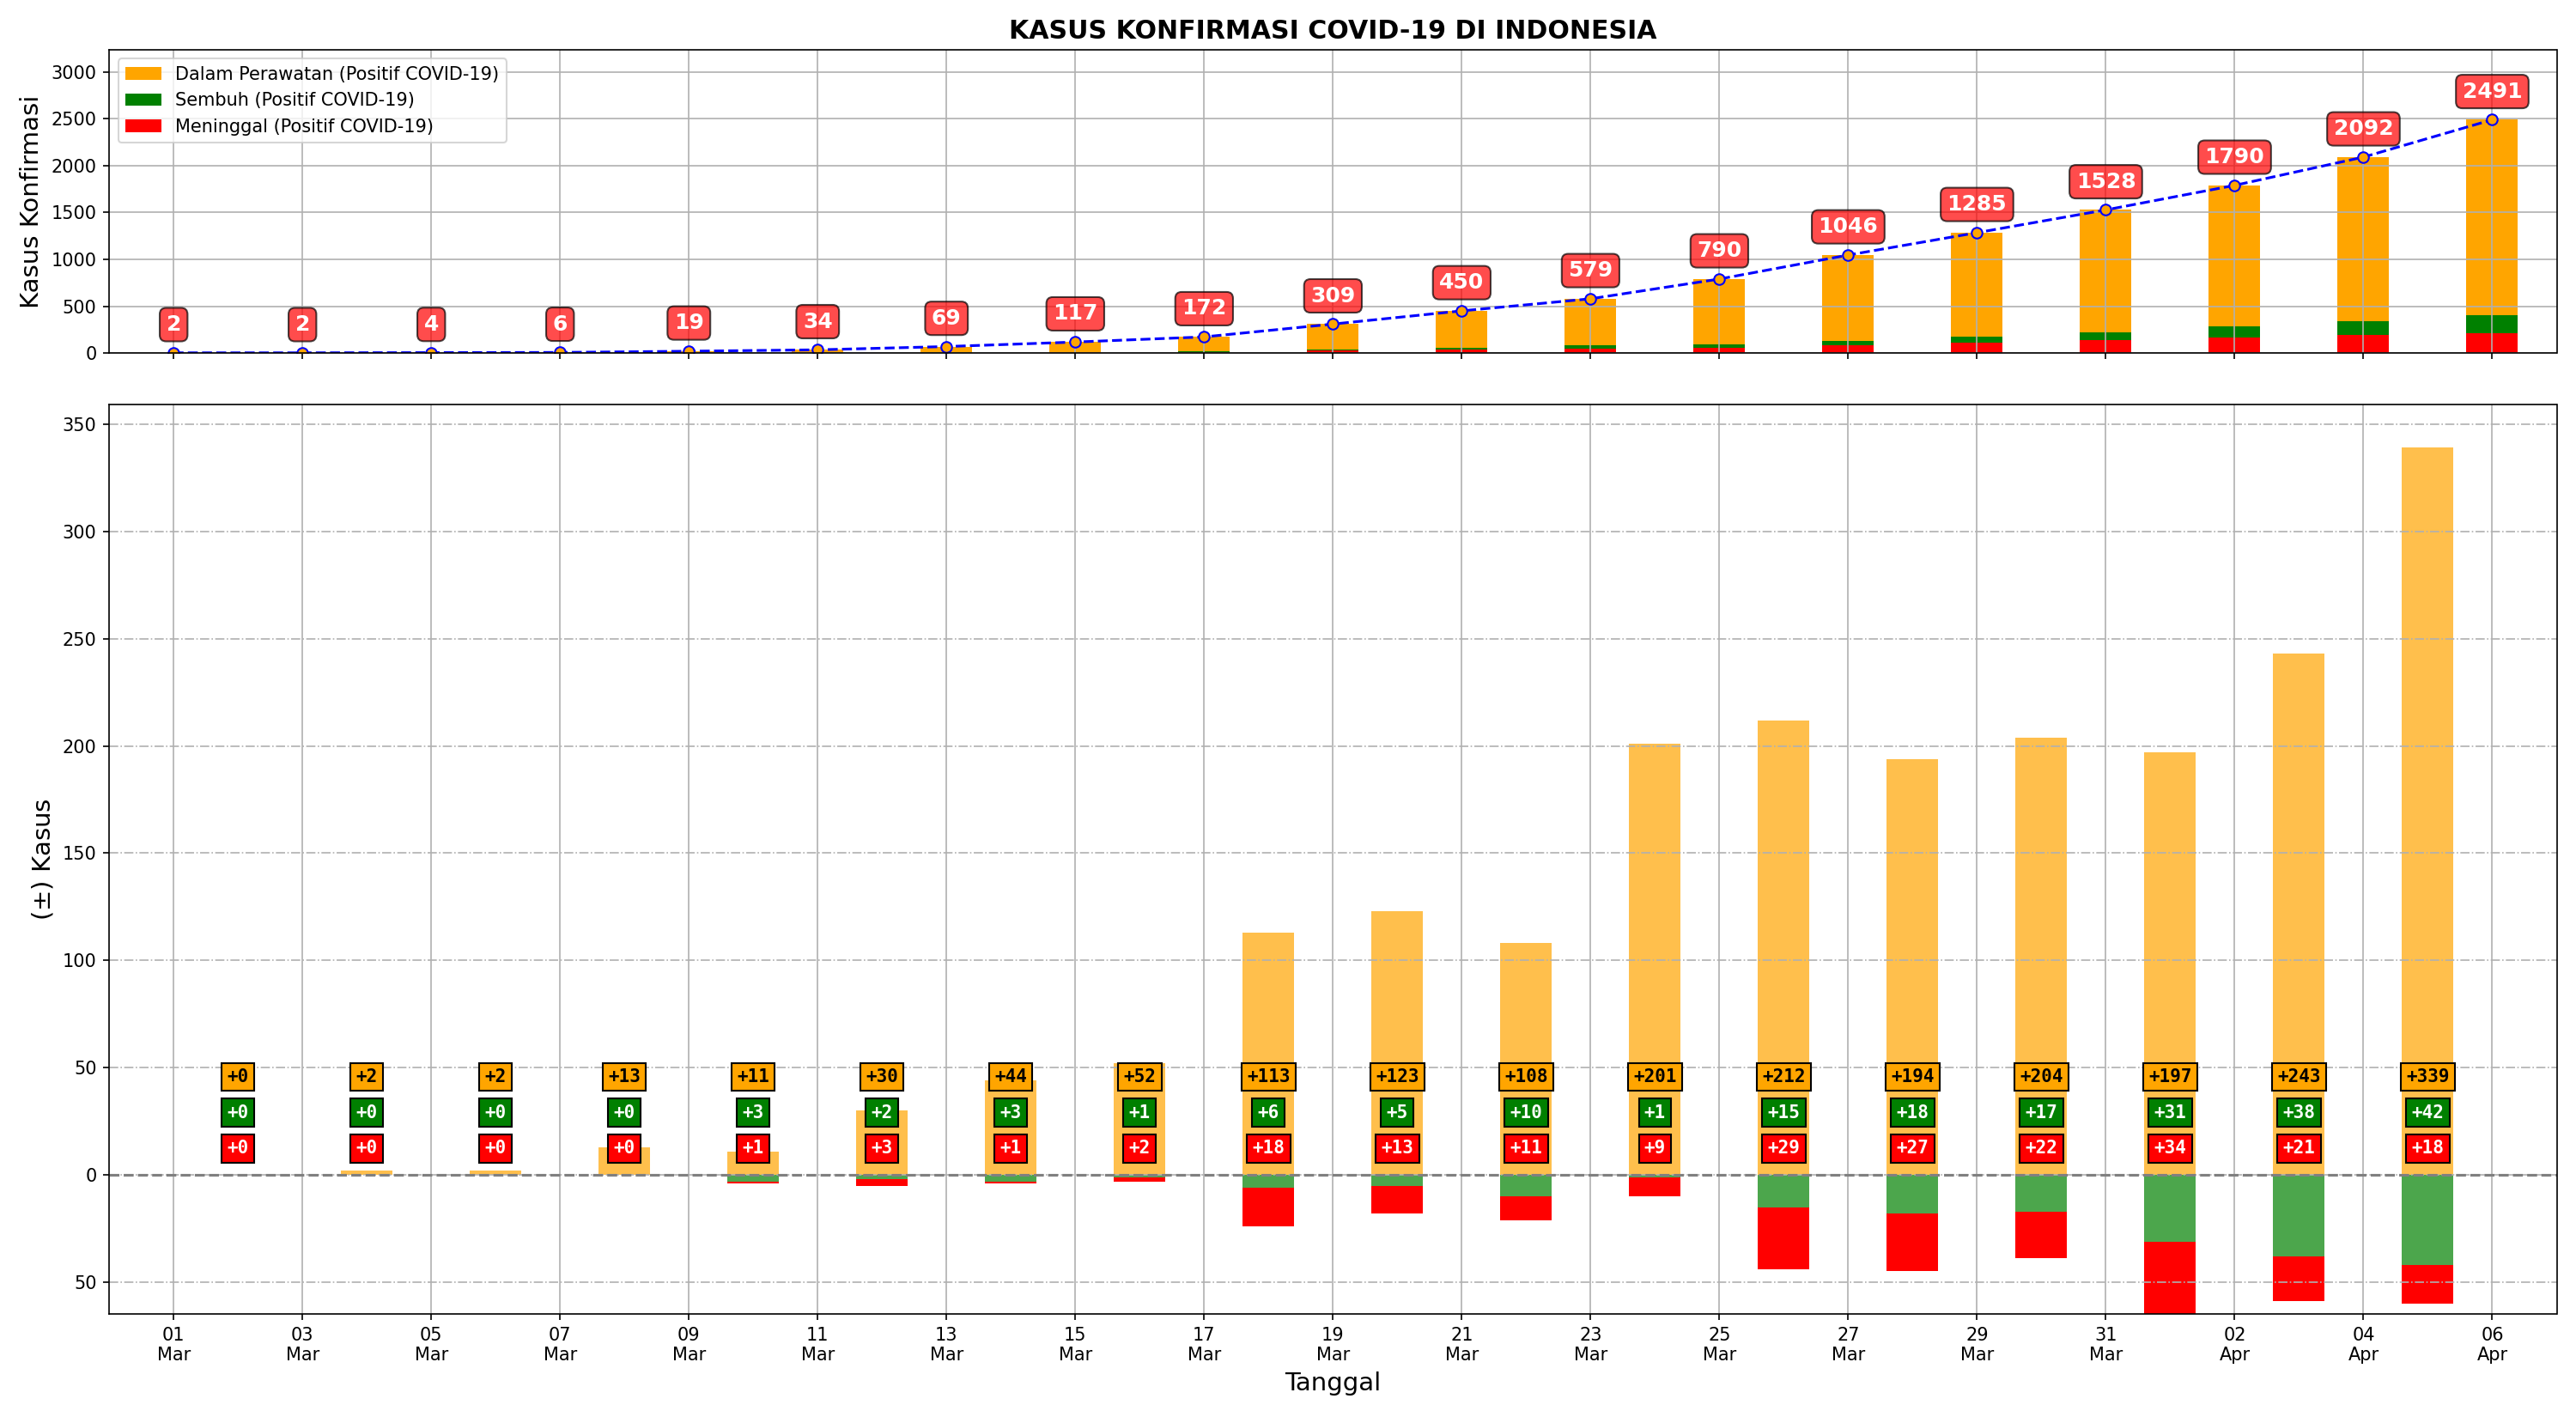 KASUS KONFIRMASI COVID-19 DI INDONESIA
Kasus Konfirmasi
3000
2500
2000
1500
1000
500
0
Dalam Perawatan (Positif COVID-19)
Sembuh (Positif COVID-19)
Meninggal (Positif COVID-19)
2 2 4 6 19 34 69 117 172 309 450 579 790 1046 1285 1528 1790 2092 2491
(±) Kasus
350
300
250
200
150
100
50
0
50
+0 +2 +2 +13 +11 +30 +44 +52 +113 +123 +108 +201 +212 +194 +204 +197 +243 +339
+0 +0 +0 +0 +3 +2 +3 +1 +6 +5 +10 +1 +15 +18 +17 +31 +38 +42
+0 +0 +0 +0 +1 +3 +1 +2 +18 +13 +11 +9 +29 +27 +22 +34 +21 +18
01 03 05 07 09 11 13 15 17 19 21 23 25 27 29 31 02 04 06
Mar Mar Mar Mar Mar Mar Mar Mar Mar Mar Mar Mar Mar Mar Mar Mar Apr Apr Apr
Tanggal